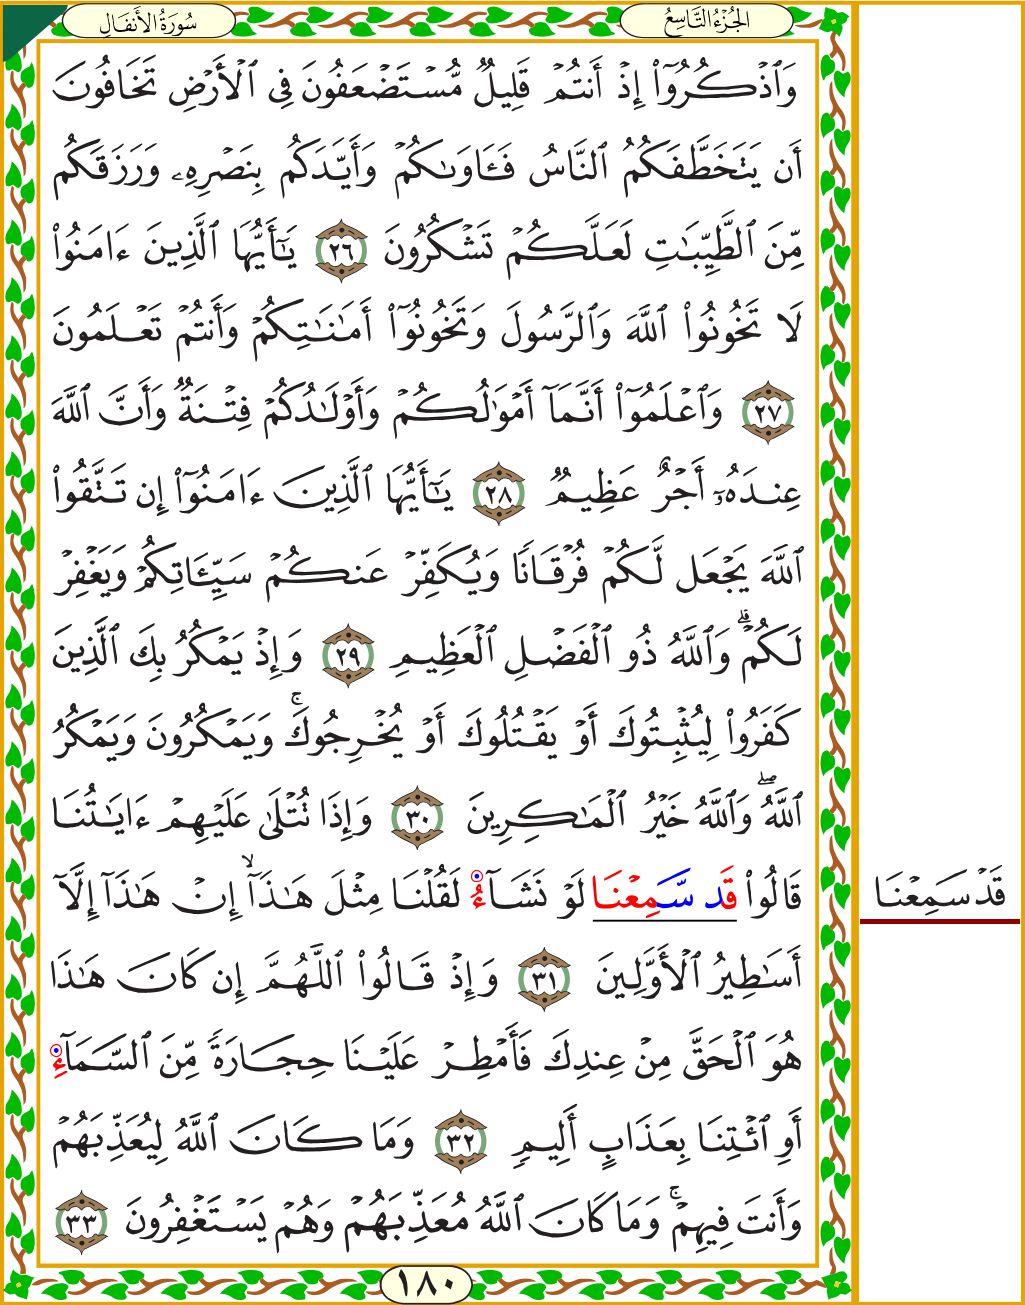 الجُزْءُ التَّاسِعُ
سُورَةُ الأَنفَالِ
وَٱذْكُرُوٓا۟ إِذْ أَنتُمْ قَلِيلٌ مُّسْتَضْعَفُونَ فِى ٱلْأَرْضِ تَخَافُونَ
أَن يَتَخَطَّفَكُمُ ٱلنَّاسُ فَـَٔاوَىٰكُمْ وَأَيَّدَكُم بِنَصْرِهِۦ وَرَزَقَكُم
مِّنَ ٱلطَّيِّبَـٰتِ لَعَلَّكُمْ تَشْكُرُونَ ٢٦ يَـٰٓأَيُّهَا ٱلَّذِينَ ءَامَنُوا۟
لَا تَخُونُوا۟ ٱللَّهَ وَٱلرَّسُولَ وَتَخُونُوٓا۟ أَمَـٰنَـٰتِكُمْ وَأَنتُمْ تَعْلَمُونَ
٢٧ وَٱعْلَمُوٓا۟ أَنَّمَآ أَمْوَٰلُكُمْ وَأَوْلَـٰدُكُمْ فِتْنَةٌ وَأَنَّ ٱللَّهَ
عِندَهُۥٓ أَجْرٌ عَظِيمٌ ٢٨ يَـٰٓأَيُّهَا ٱلَّذِينَ ءَامَنُوٓا۟ إِن تَتَّقُوا۟
ٱللَّهَ يَجْعَل لَّكُمْ فُرْقَانًا وَيُكَفِّرْ عَنكُمْ سَيِّـَٔاتِكُمْ وَيَغْفِرْ
لَكُمْ ۗ وَٱللَّهُ ذُو ٱلْفَضْلِ ٱلْعَظِيمِ ٢٩ وَإِذْ يَمْكُرُ بِكَ ٱلَّذِينَ
كَفَرُوا۟ لِيُثْبِتُوكَ أَوْ يَقْتُلُوكَ أَوْ يُخْرِجُوكَ ۚ وَيَمْكُرُونَ وَيَمْكُرُ
ٱللَّهُ ۖ وَٱللَّهُ خَيْرُ ٱلْمَـٰكِرِينَ ٣٠ وَإِذَا تُتْلَىٰ عَلَيْهِمْ ءَايَـٰتُنَا
قَالُوا۟ قَد سَّمِعْنَا لَوْ نَشَآءُ لَقُلْنَا مِثْلَ هَـٰذَآ ۙ إِنْ هَـٰذَآ إِلَّآ
قَدْ سَمِعْنَا
أَسَـٰطِيرُ ٱلْأَوَّلِينَ ٣١ وَإِذْ قَالُوا۟ ٱللَّهُمَّ إِن كَانَ هَـٰذَا
هُوَ ٱلْحَقَّ مِنْ عِندِكَ فَأَمْطِرْ عَلَيْنَا حِجَارَةً مِّنَ ٱلسَّمَآءِ
أَوِ ٱئْتِنَا بِعَذَابٍ أَلِيمٍ ٣٢ وَمَا كَانَ ٱللَّهُ لِيُعَذِّبَهُمْ
وَأَنتَ فِيهِمْ ۚ وَمَا كَانَ ٱللَّهُ مُعَذِّبَهُمْ وَهُمْ يَسْتَغْفِرُونَ ٣٣
١٨٠